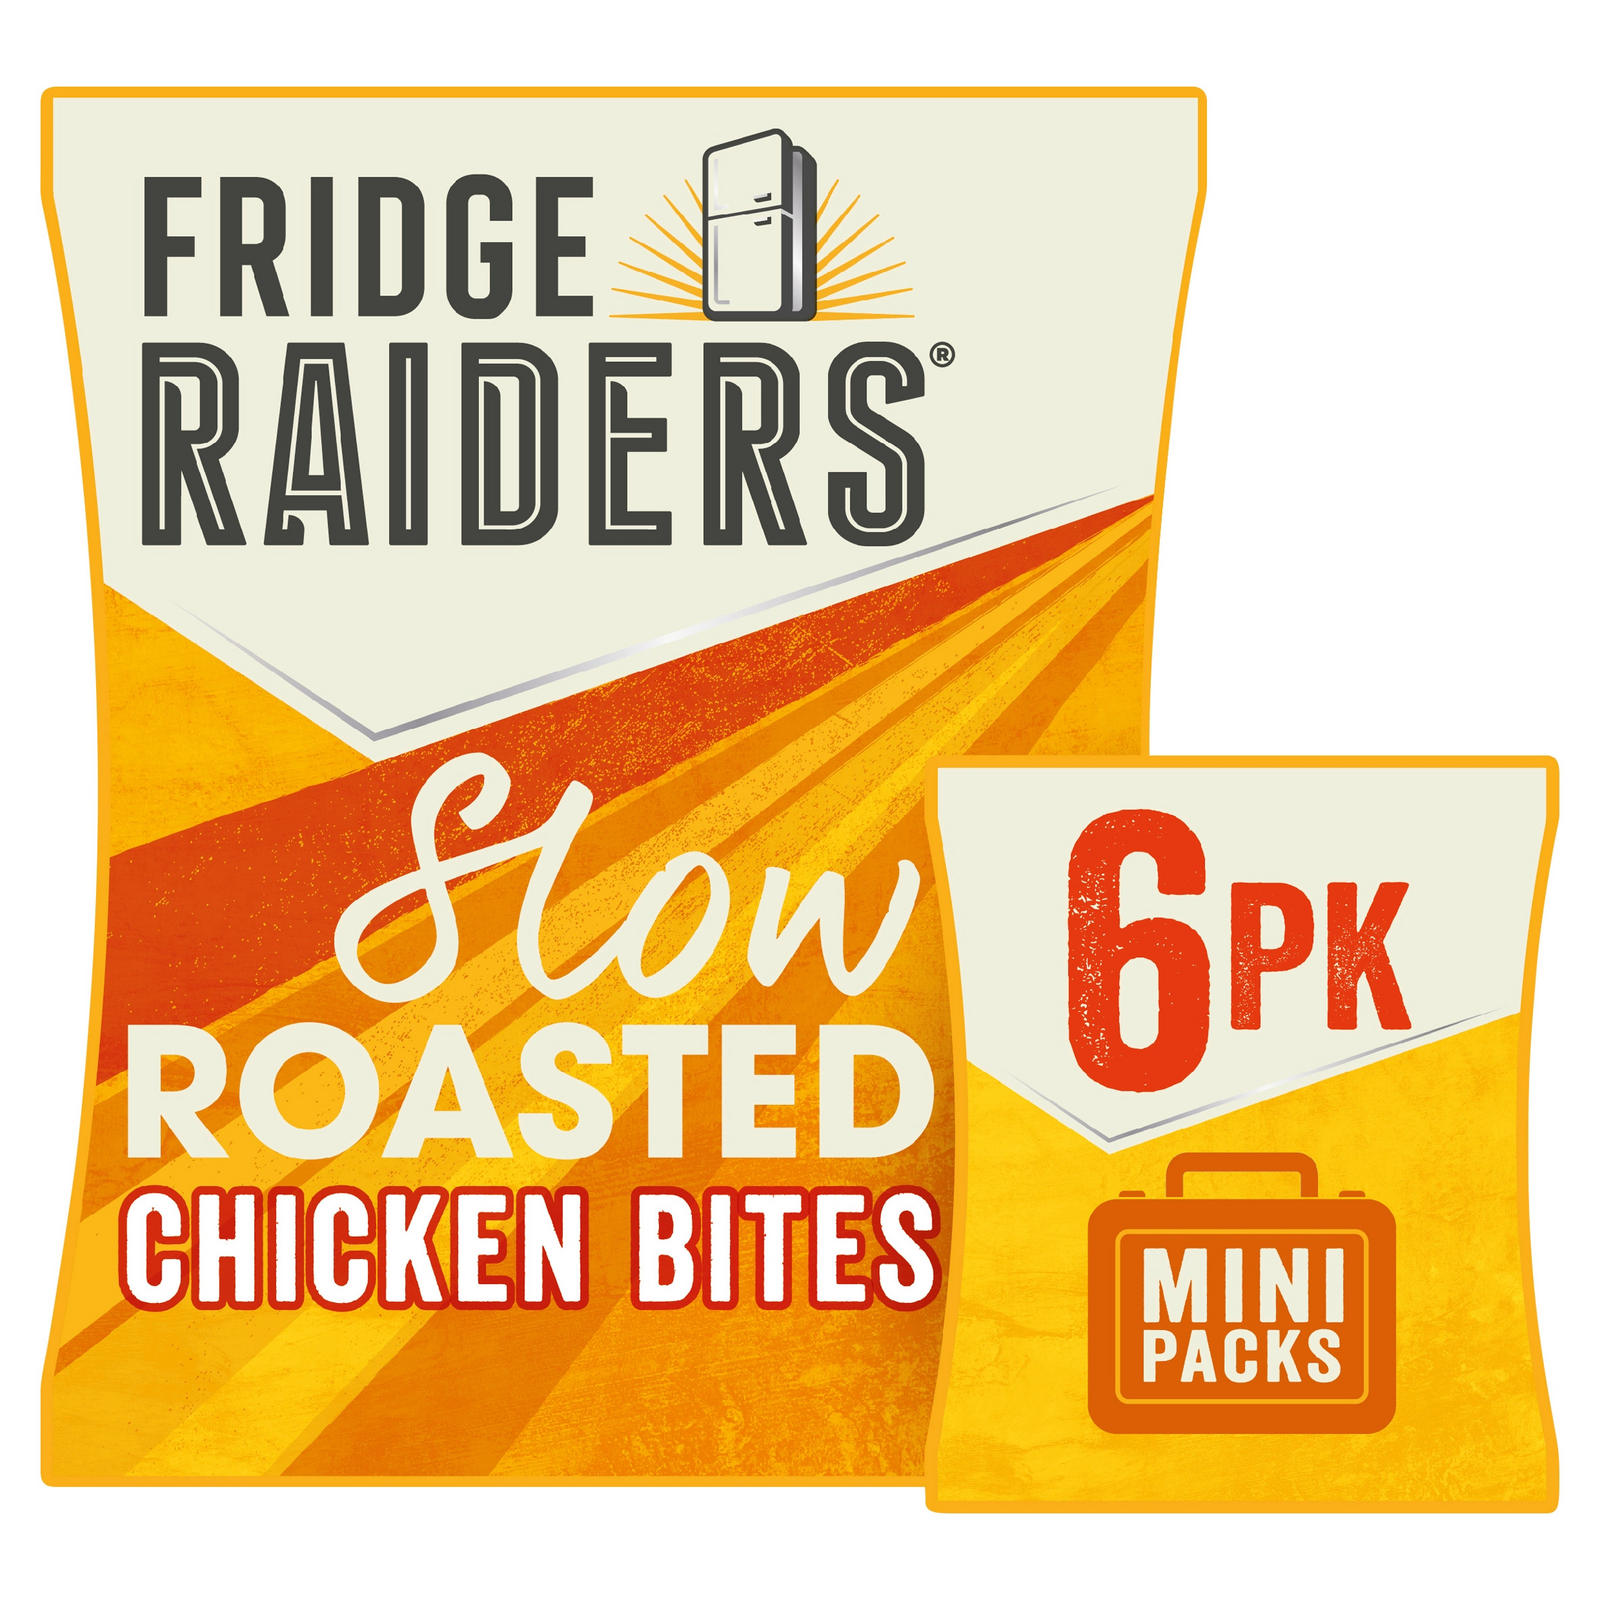 FRIDGE
RAIDERS®
Slow
ROASTED
CHICKEN BITES
6PK
MINI
PACKS